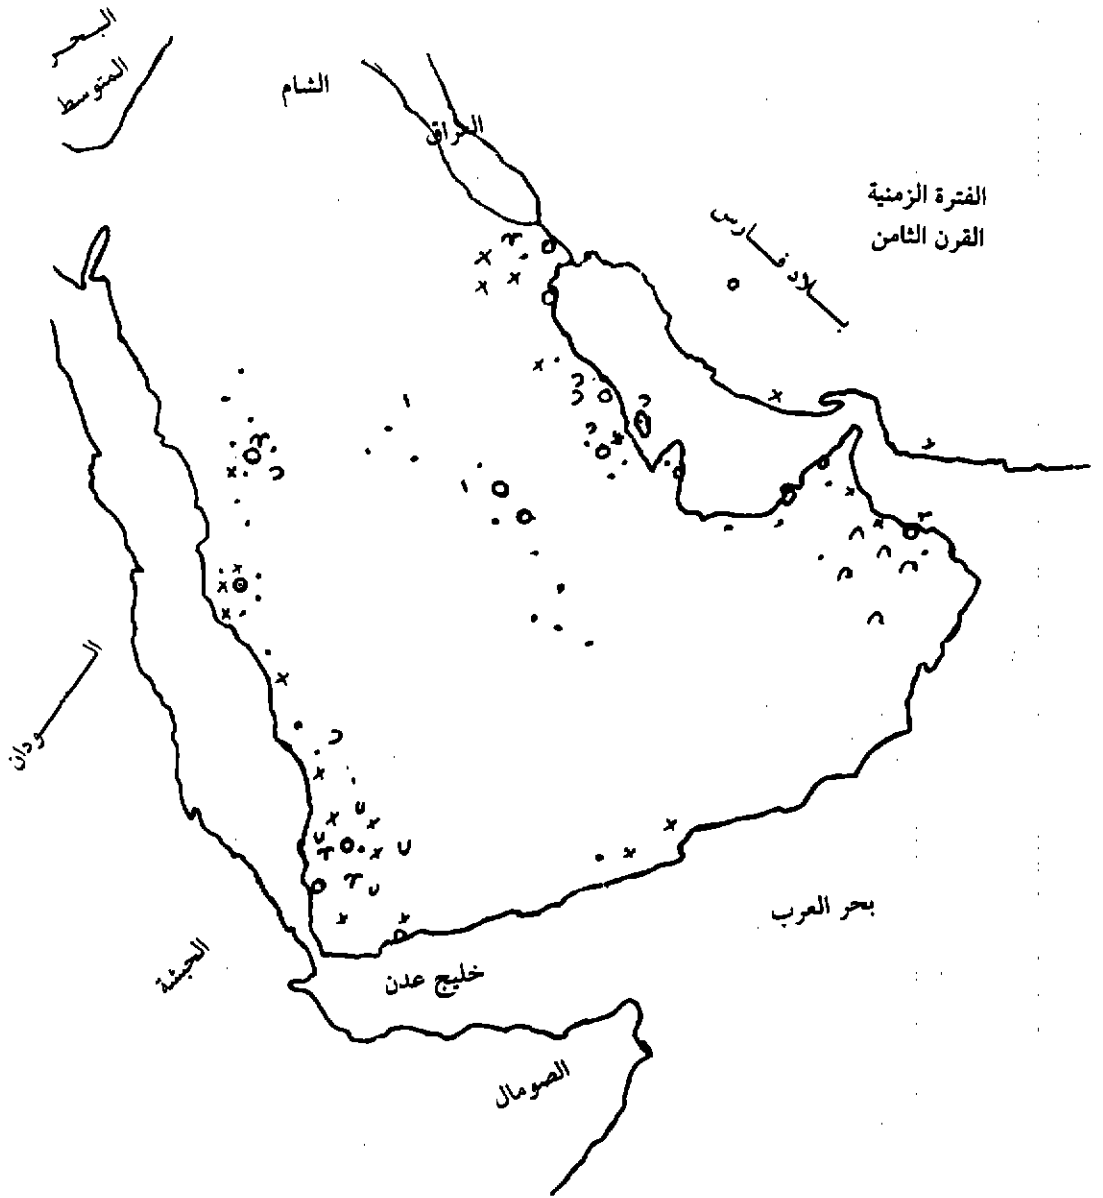 البحر
المتوسط
الشام
العراق
الفترة الزمنية
القرن الثامن
بلاد فارس
السودان
بحر العرب
الحبشة
خليج عدن
الصومال